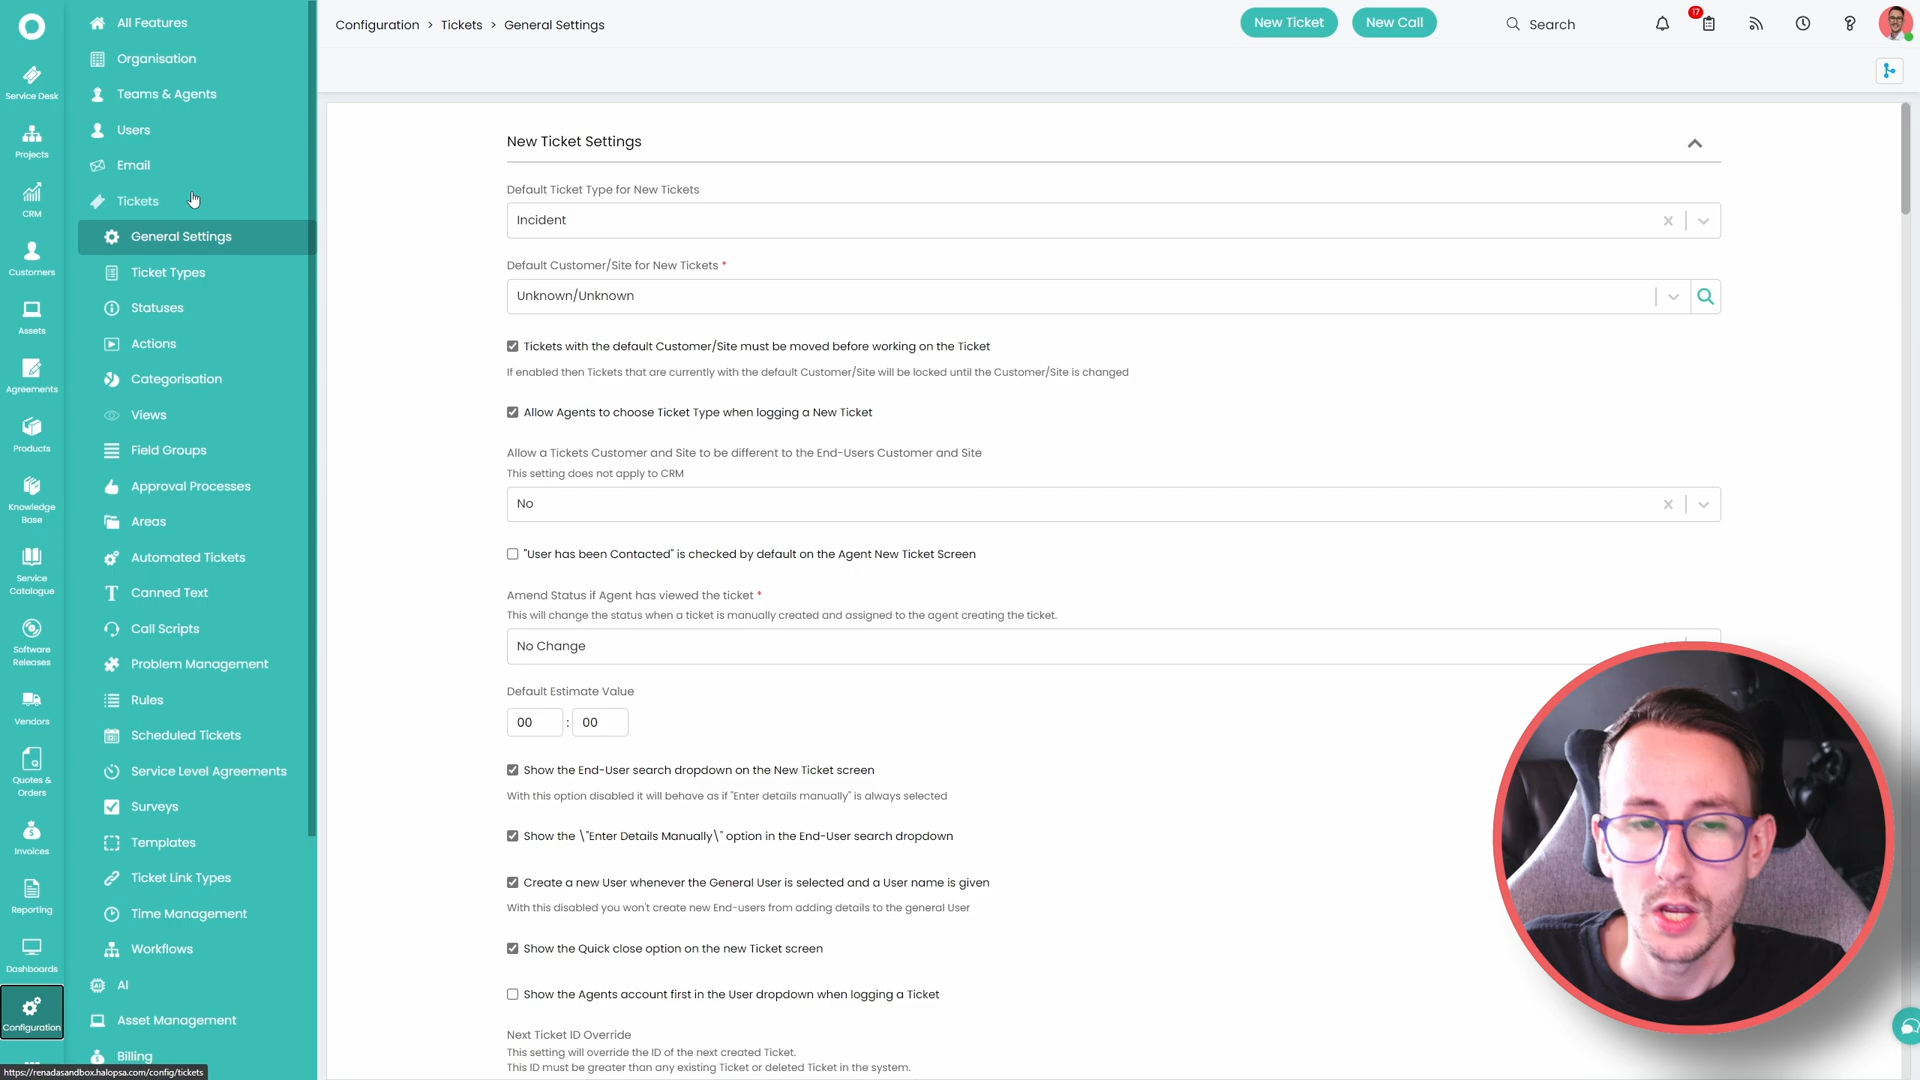 Service Desk
Projects
CRM
Customers
Assets
Agreements
Products
Knowledge
Base
Service
Catalogue
Software
Releases
Vendors
Quotes &
Orders
Invoices
Reporting
Dashboards
Configuration
All Features
Organisation
Teams & Agents
Users
Email
Tickets
General Settings
Ticket Types
Statuses
Actions
Categorisation
Views
Field Groups
Approval Processes
Areas
Automated Tickets
Canned Text
Call Scripts
Problem Management
Rules
Scheduled Tickets
Service Level Agreements
Surveys
Templates
Ticket Link Types
Time Management
Workflows
AI
Asset Management
Billing
https://renadasandbox.halopsa.com/config/tickets
Configuration > Tickets > General Settings
New Ticket
New Call
Search
17
New Ticket Settings
Default Ticket Type for New Tickets
Incident
Default Customer/Site for New Tickets *
Unknown/Unknown
Tickets with the default Customer/Site must be moved before working on the Ticket
If enabled then Tickets that are currently with the default Customer/Site will be locked until the Customer/Site is changed
Allow Agents to choose Ticket Type when logging a New Ticket
Allow a Tickets Customer and Site to be different to the End-Users Customer and Site
This setting does not apply to CRM
No
"User has been Contacted" is checked by default on the Agent New Ticket Screen
Amend Status if Agent has viewed the ticket *
This will change the status when a ticket is manually created and assigned to the agent creating the ticket.
No Change
Default Estimate Value
00 : 00
Show the End-User search dropdown on the New Ticket screen
With this option disabled it will behave as if "Enter details manually" is always selected
Show the \"Enter Details Manually\" option in the End-User search dropdown
Create a new User whenever the General User is selected and a User name is given
With this disabled you won't create new End-users from adding details to the general User
Show the Quick close option on the new Ticket screen
Show the Agents account first in the User dropdown when logging a Ticket
Next Ticket ID Override
This setting will override the ID of the next created Ticket.
This ID must be greater than any existing Ticket or deleted Ticket in the system.